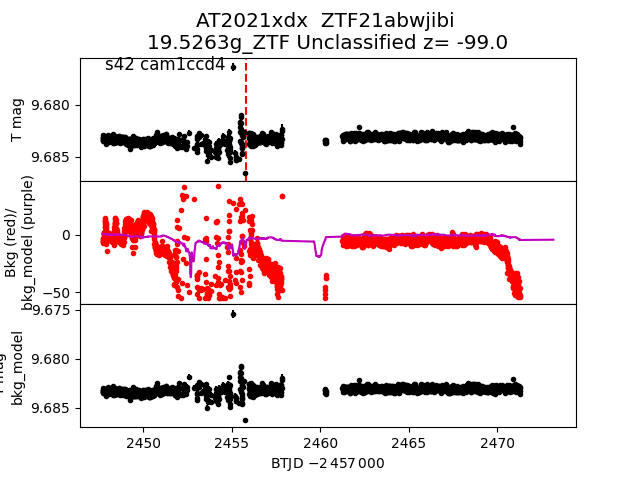 AT2021xdx ZTF21abwjibi
19.5263g_ZTF Unclassified z= -99.0
s42 cam1ccd4
T mag
9.680
9.685
Bkg (red)/
bkg_model (purple)
0
−50
bkg_model
9.675
9.680
9.685
2450
2455
2460
2465
2470
BTJD −2 457 000